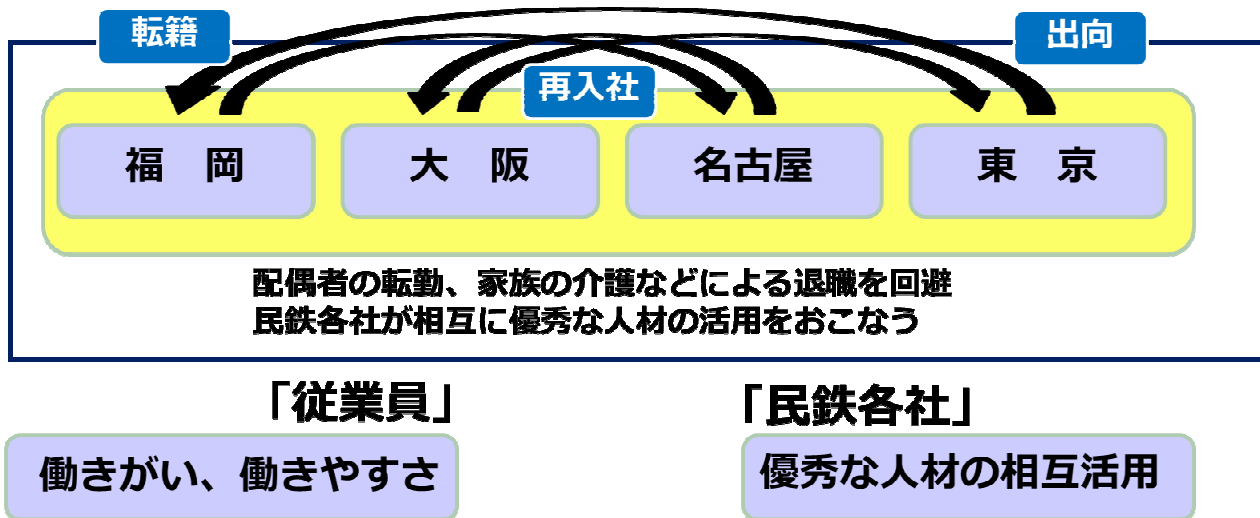 転籍
出向
再入社
福　岡
大　阪
名古屋
東　京
配偶者の転勤、家族の介護などによる退職を回避
民鉄各社が相互に優秀な人材の活用をおこなう
「従業員」
「民鉄各社」
働きがい、働きやすさ
優秀な人材の相互活用